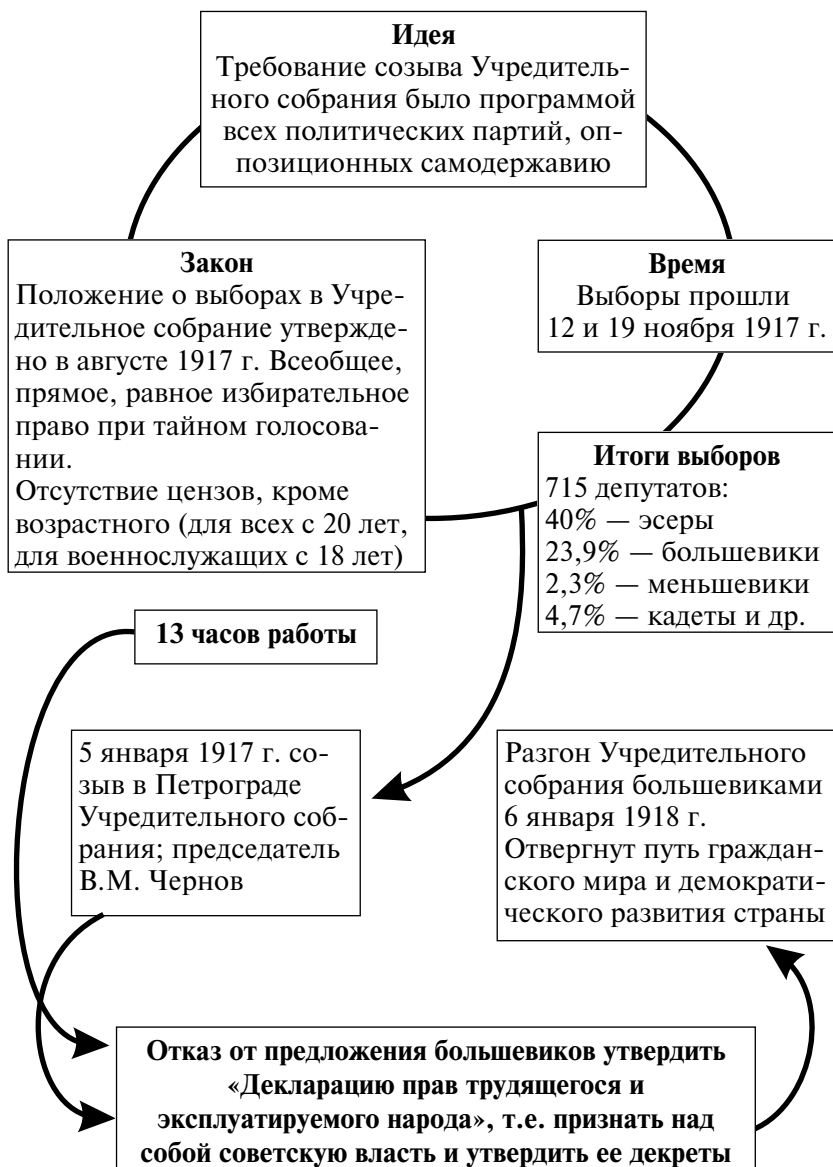 Идея
Требование созыва Учредитель-
ного собрания было программой
всех политических партий, оп-
позиционных самодержавию
Закон
Положение о выборах в Учре-
дительное собрание утвержде-
но в августе 1917 г. Всеобщее,
прямое, равное избирательное
право при тайном голосова-
нии.
Отсутствие цензов, кроме
возрастного (для всех с 20 лет,
для военнослужащих с 18 лет)
Время
Выборы прошли
12 и 19 ноября 1917 г.
Итоги выборов
715 депутатов:
40% — эсеры
23,9% — большевики
2,3% — меньшевики
4,7% — кадеты и др.
13 часов работы
5 января 1917 г. со-
зыв в Петрограде
Учредительного соб-
рания; председатель
В.М. Чернов
Разгон Учредительного
собрания большевиками
6 января 1918 г.
Отвергнут путь граждан-
ского мира и демократи-
ческого развития страны
Отказ от предложения большевиков утвердить
«Декларацию прав трудящегося и
эксплуатируемого народа», т.е. признать над
собой советскую власть и утвердить ее декреты